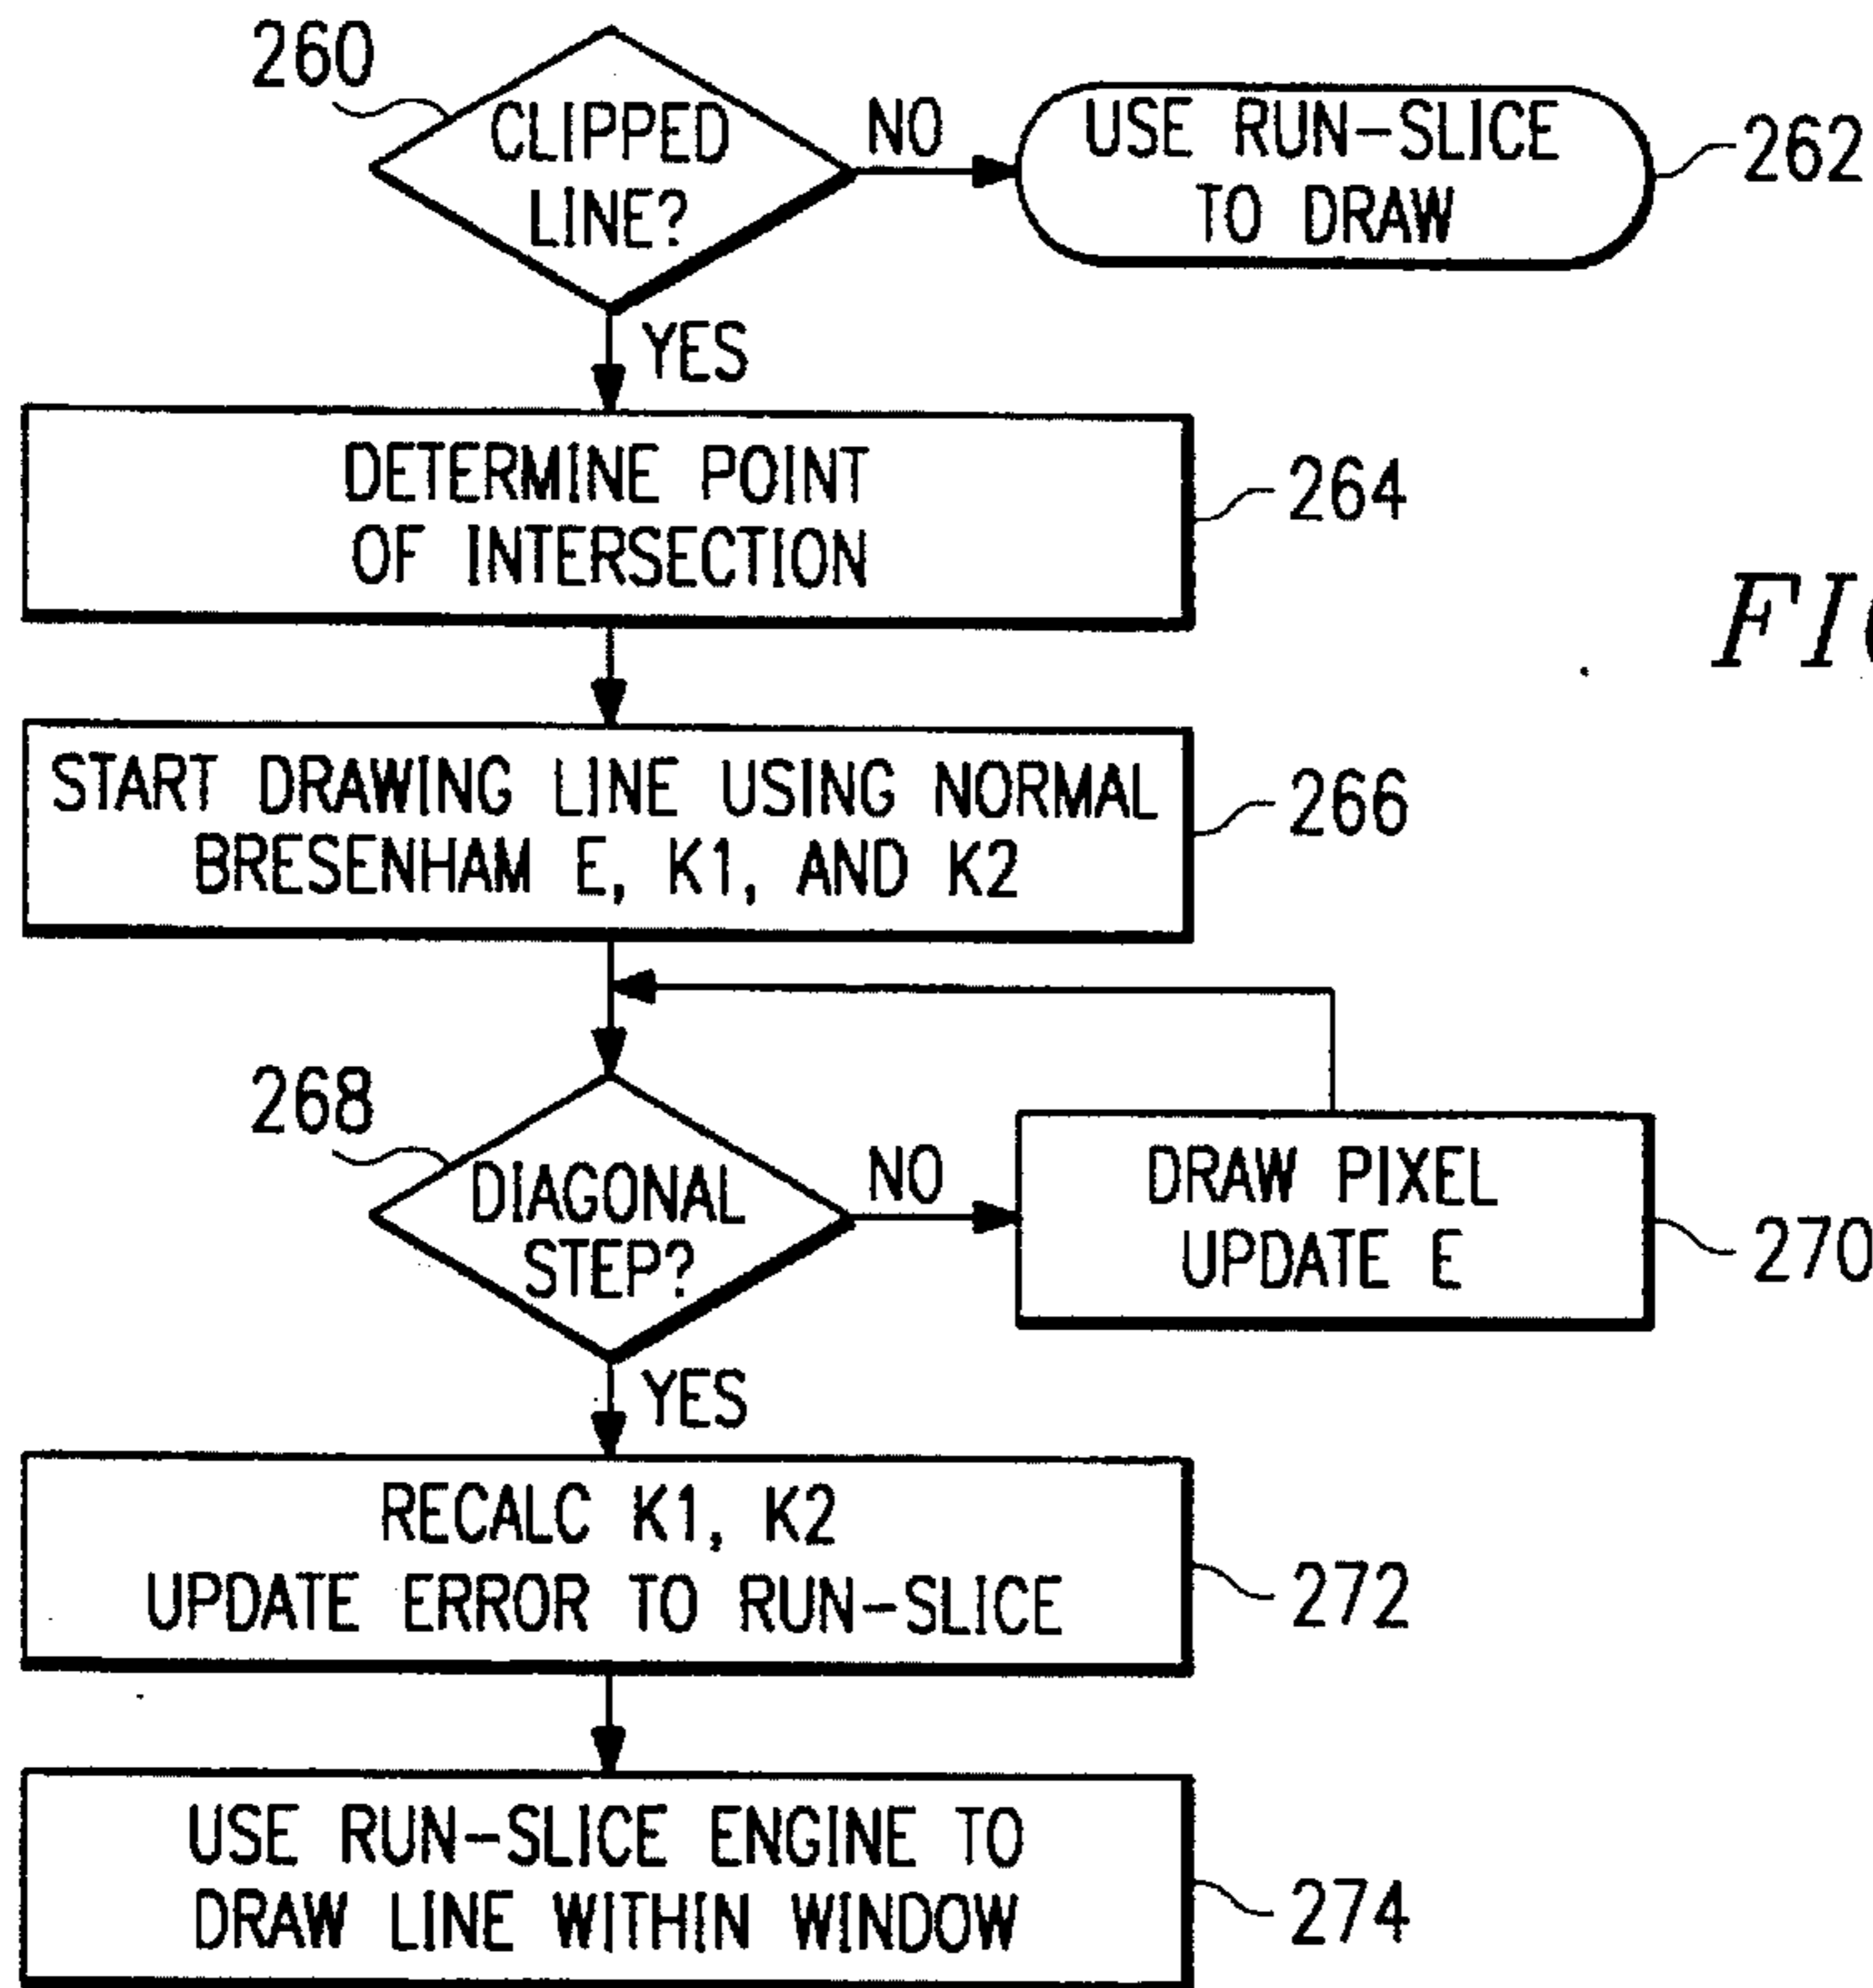 260
CLIPPED
LINE?
NO
USE RUN-SLICE
TO DRAW
262
YES
DETERMINE POINT
OF INTERSECTION
264
START DRAWING LINE USING NORMAL
BRESENHAM E, K1, AND K2
266
268
DIAGONAL
STEP?
NO
DRAW PIXEL
UPDATE E
270
YES
RECALC K1, K2
UPDATE ERROR TO RUN-SLICE
272
USE RUN-SLICE ENGINE TO
DRAW LINE WITHIN WINDOW
274